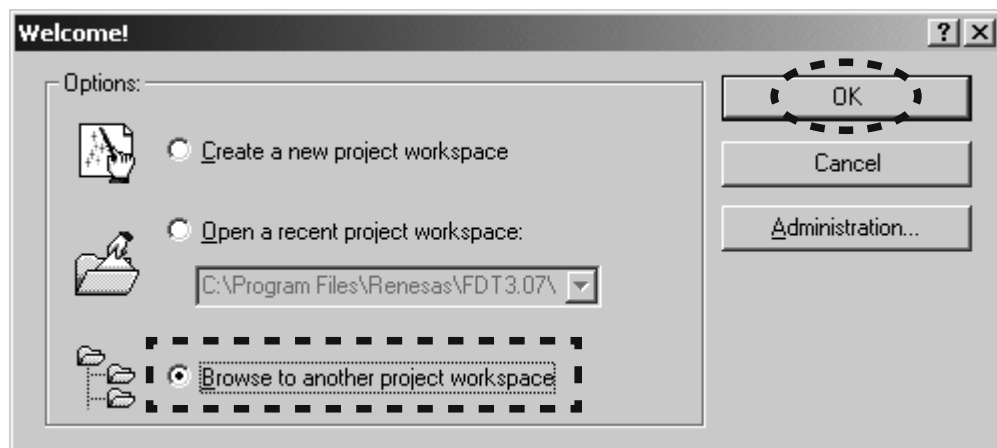 Welcome!
Options:
Create a new project workspace
Open a recent project workspace:
C:\Program Files\Renesas\FDT3.07\
Browse to another project workspace
OK
Cancel
Administration...